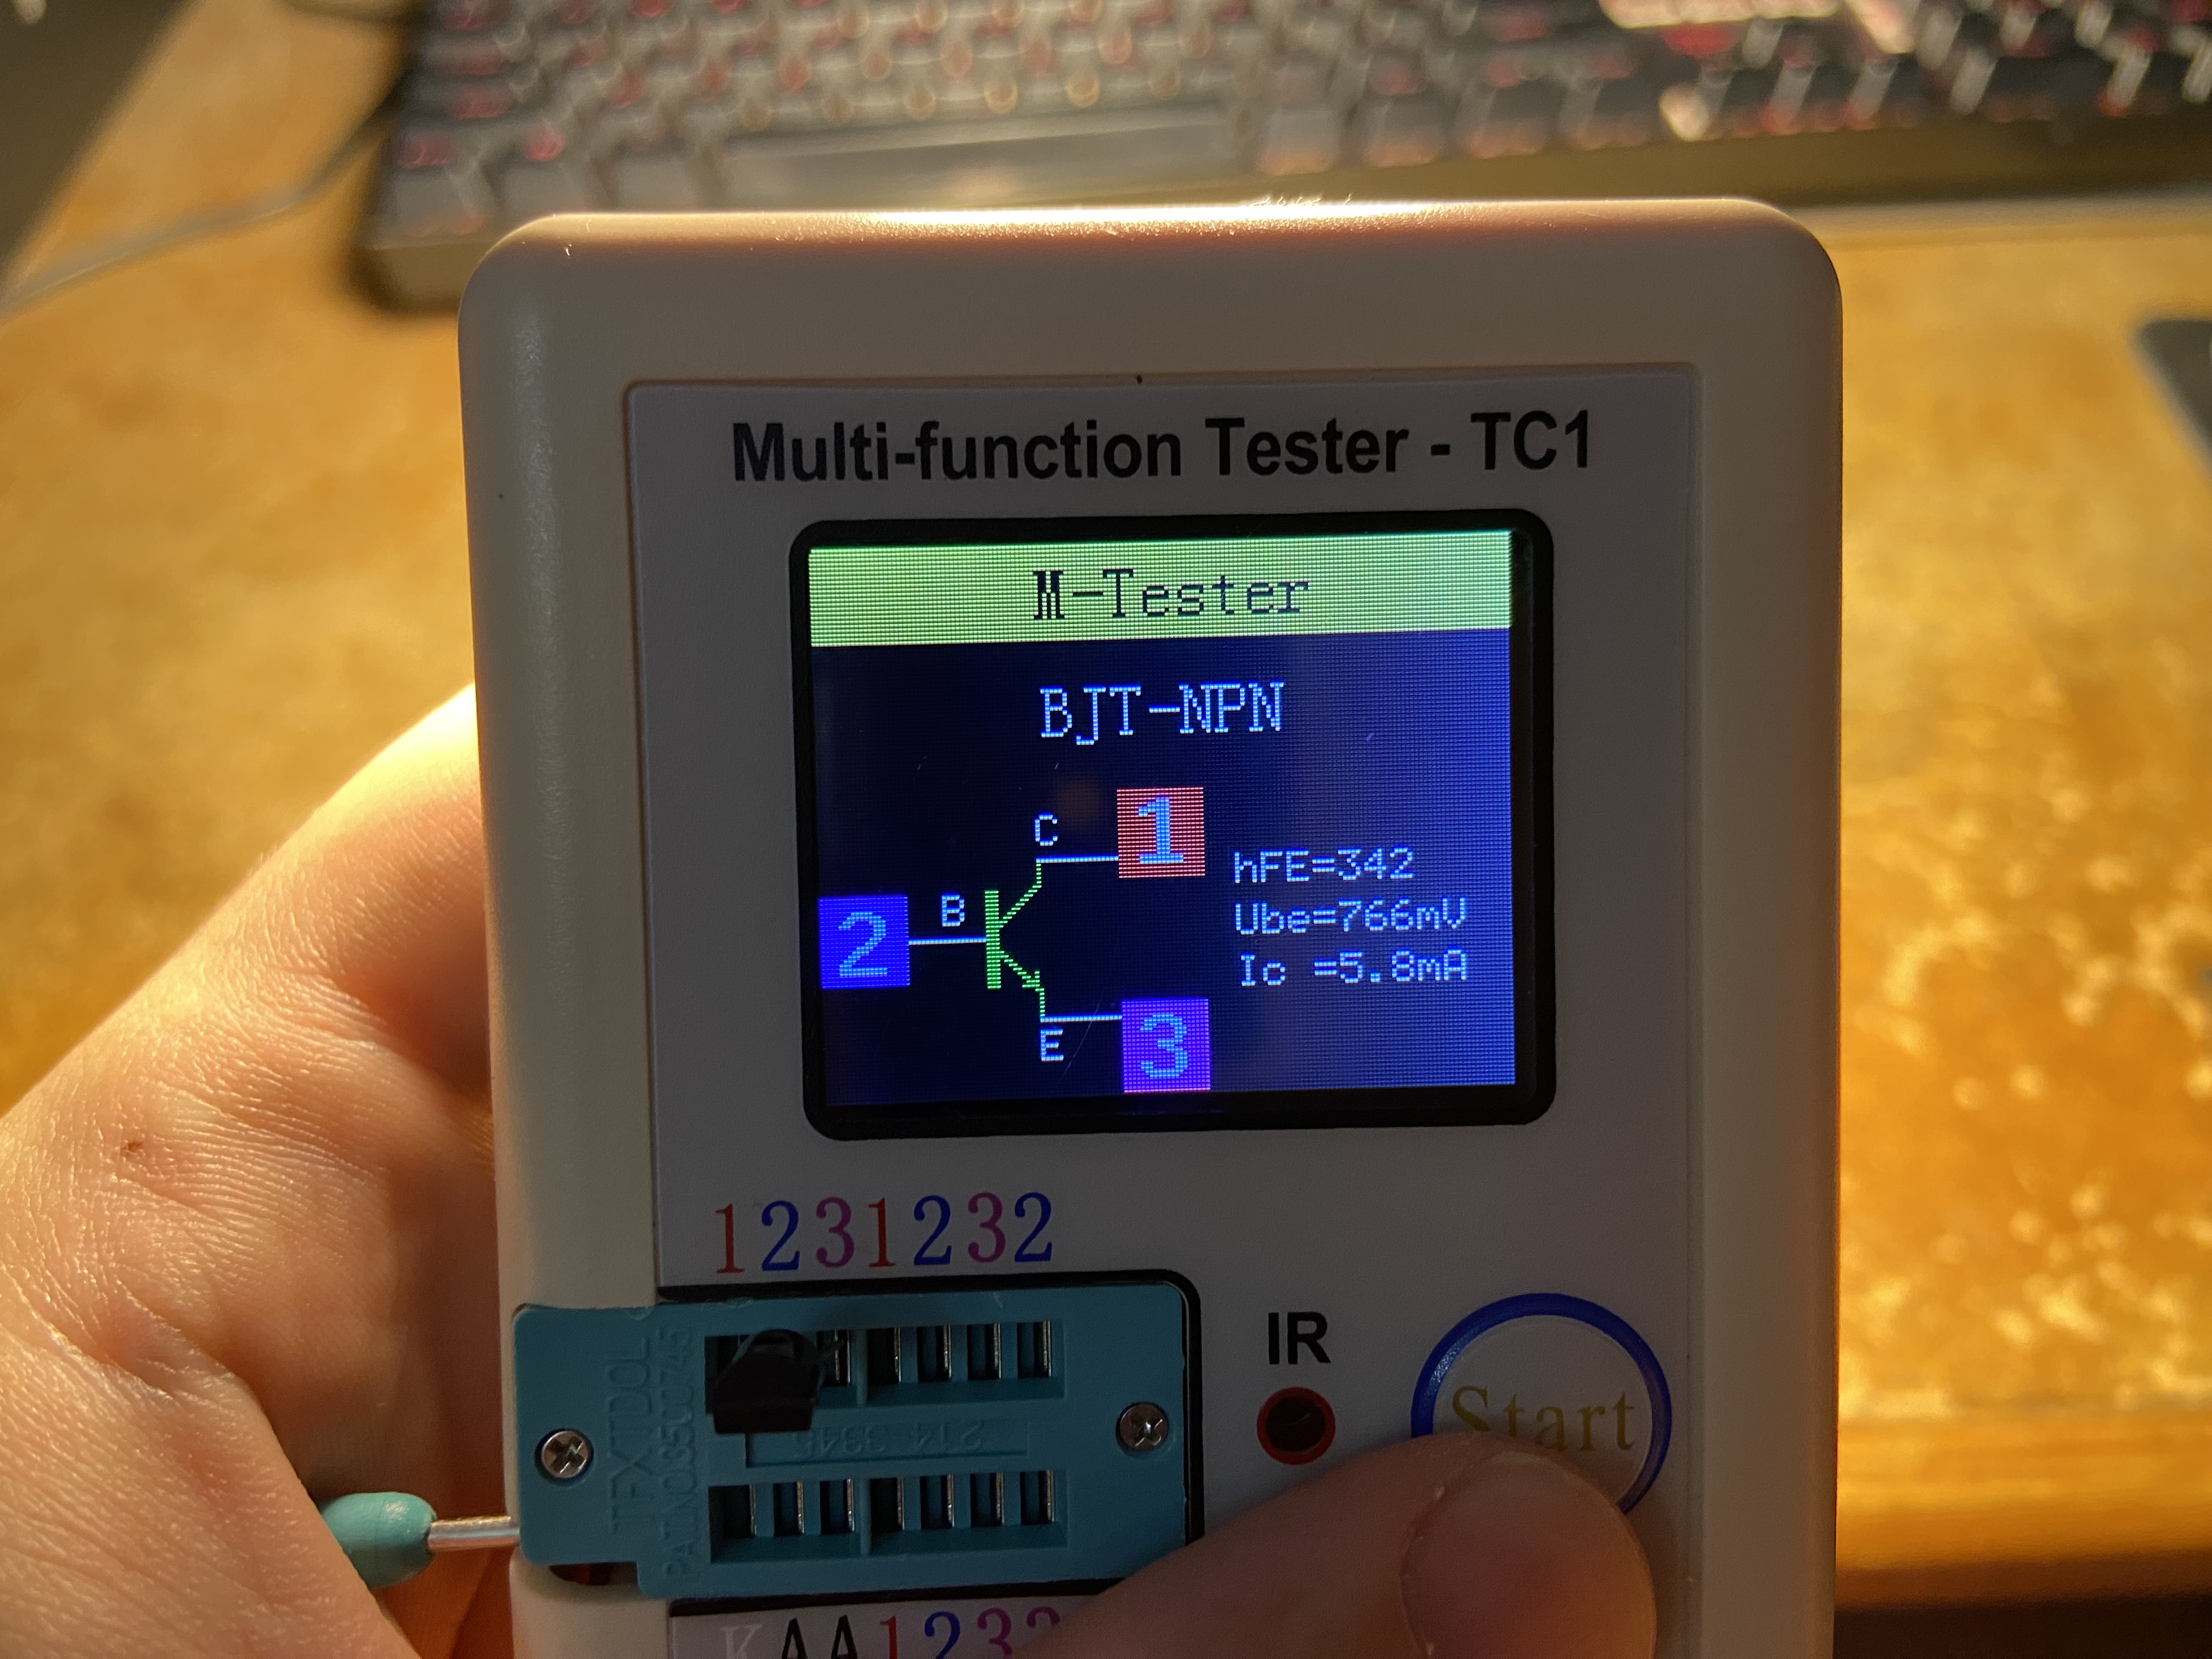 Multi-function Tester - TC1
M-Tester
BJT-NPN
C 1
hFE=342
2 B
Ube=766mV
Ic =5.8mA
E 3
1231232
IR
Start
KAA123